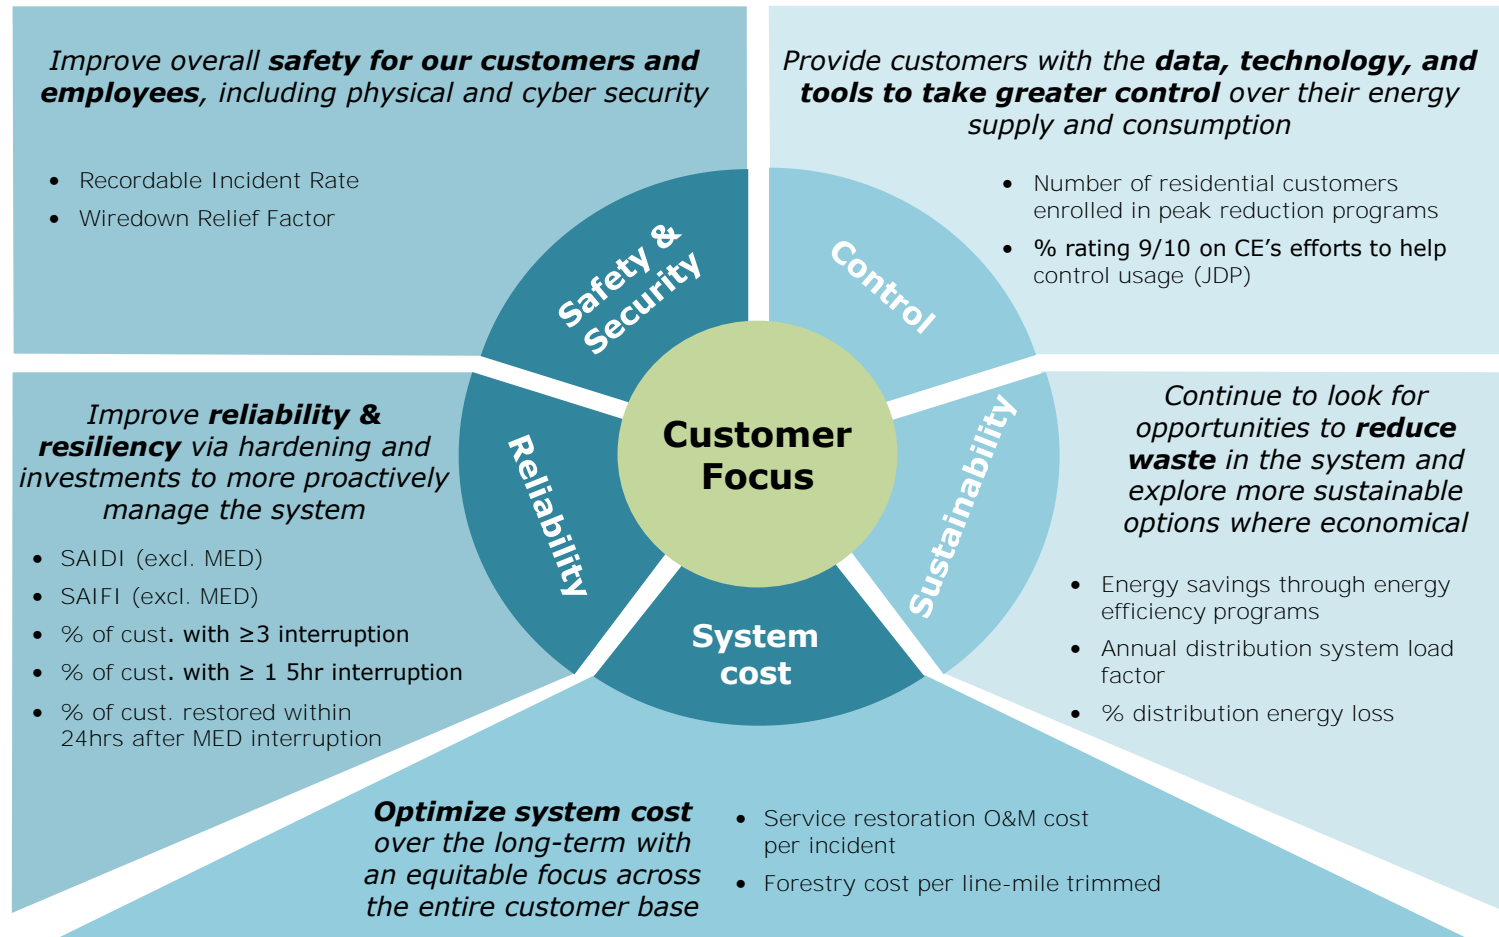 Improve overall safety for our customers and
employees, including physical and cyber security
• Recordable Incident Rate
• Wiredown Relief Factor
Provide customers with the data, technology, and
tools to take greater control over their energy
supply and consumption
• Number of residential customers
enrolled in peak reduction programs
• % rating 9/10 on CE’s efforts to help
control usage (JDP)
Safety &
Security
Control
Customer
Focus
Reliability
Sustainability
System
cost
Improve reliability &
resiliency via hardening and
investments to more proactively
manage the system
• SAIDI (excl. MED)
• SAIFI (excl. MED)
• % of cust. with ≥3 interruption
• % of cust. with ≥ 1 5hr interruption
• % of cust. restored within
24hrs after MED interruption
Continue to look for
opportunities to reduce
waste in the system and
explore more sustainable
options where economical
• Energy savings through energy
efficiency programs
• Annual distribution system load
factor
• % distribution energy loss
Optimize system cost
over the long-term with
an equitable focus across
the entire customer base
• Service restoration O&M cost
per incident
• Forestry cost per line-mile trimmed